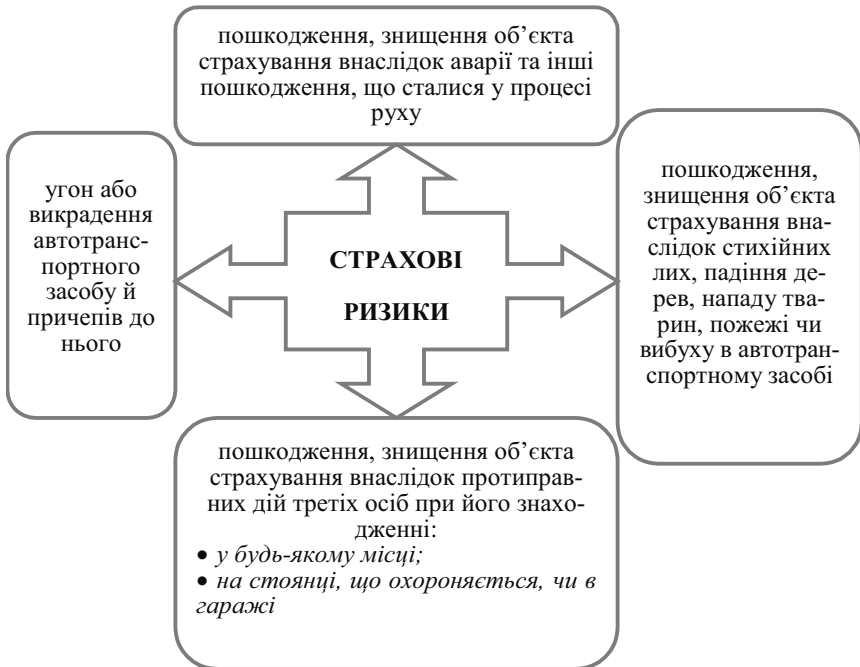 пошкодження, знищення об’єкта
страхування внаслідок аварії та інші
пошкодження, що сталися у процесі
руху
угон або
викрадення
автотранс-
портного
засобу й
причепів до
нього
СТРАХОВІ
РИЗИКИ
пошкодження,
знищення об’єкта
страхування вна-
слідок стихійних
лих, падіння де-
рев, нападу тва-
рин, пожежі чи
вибуху в автотран-
спортному засобі
пошкодження, знищення об’єкта
страхування внаслідок протиправ-
них дій третіх осіб при його знахо-
дженні:
• у будь-якому місці;
• на стоянці, що охороняється, чи в
гаражі